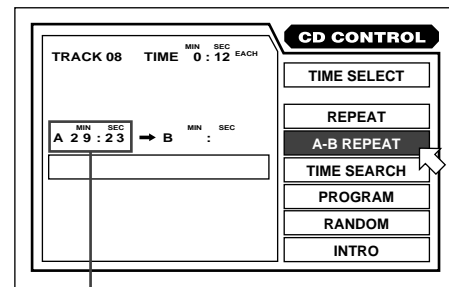 CD CONTROL
MIN SEC
TRACK 08 TIME 0 : 12 EACH
TIME SELECT
REPEAT
MIN SEC MIN SEC
A 29 : 23 ➞ B :
A-B REPEAT
TIME SEARCH
PROGRAM
RANDOM
INTRO